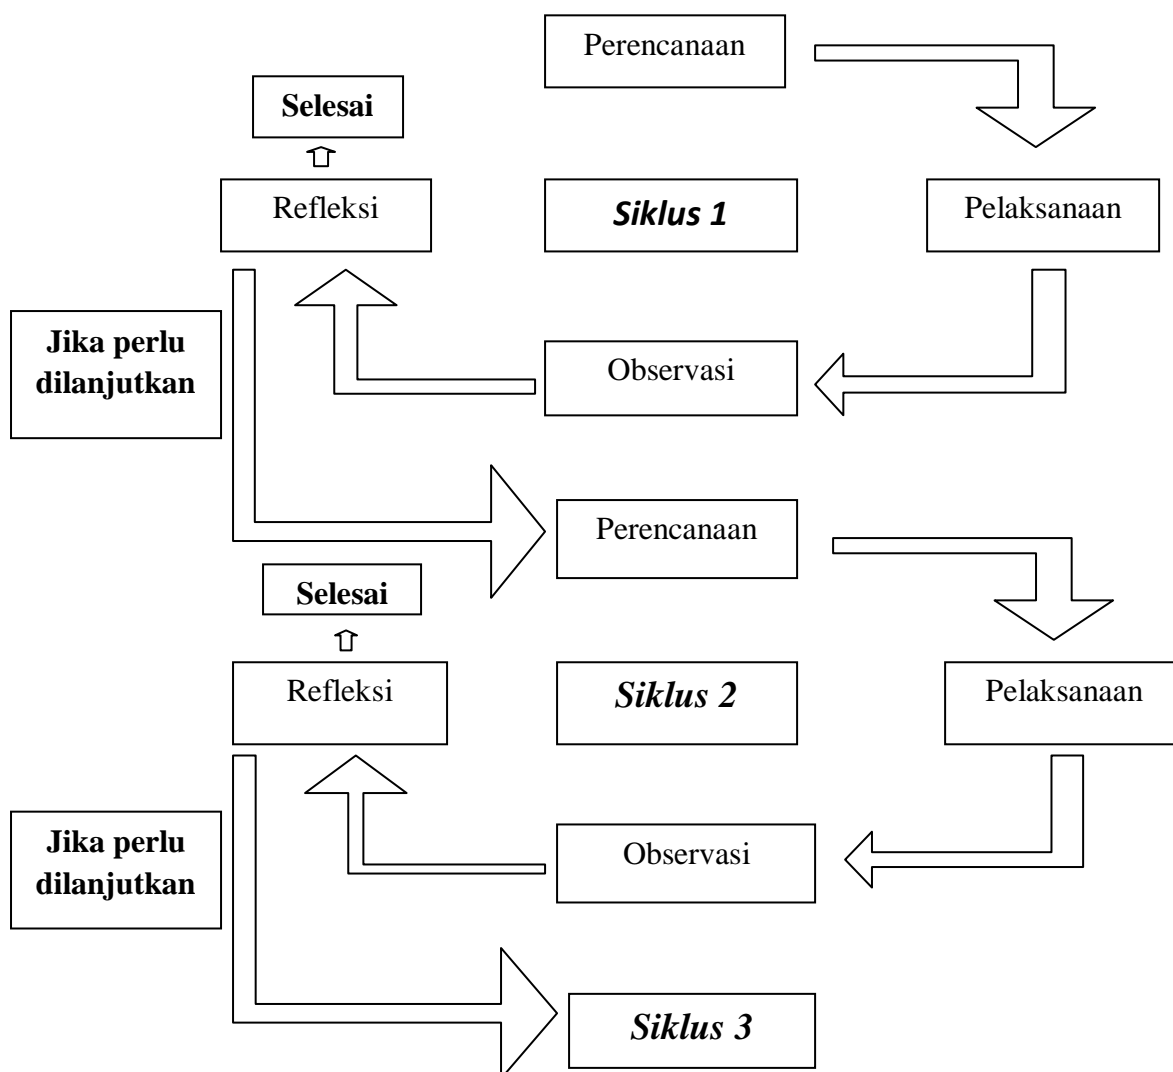 Perencanaan
Selesai
Refleksi
Siklus 1
Pelaksanaan
Jika perlu
dilanjutkan
Observasi
Perencanaan
Selesai
Refleksi
Siklus 2
Pelaksanaan
Jika perlu
dilanjutkan
Observasi
Siklus 3